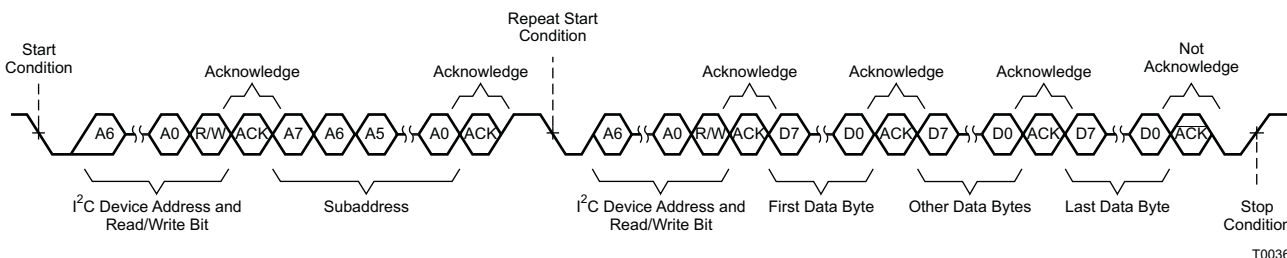 Repeat Start
Condition
Start
Condition
Not
Acknowledge
Acknowledge
Acknowledge
Acknowledge
Acknowledge
Acknowledge
A6
A0
R/W
ACK
A7
A6
A5
A0
ACK
A6
A0
R/W
ACK
D7
D0
ACK
D7
D0
ACK
D7
D0
ACK
I²C Device Address and
Read/Write Bit
Subaddress
I²C Device Address and
Read/Write Bit
First Data Byte
Other Data Bytes
Last Data Byte
Stop
Condition
T0036